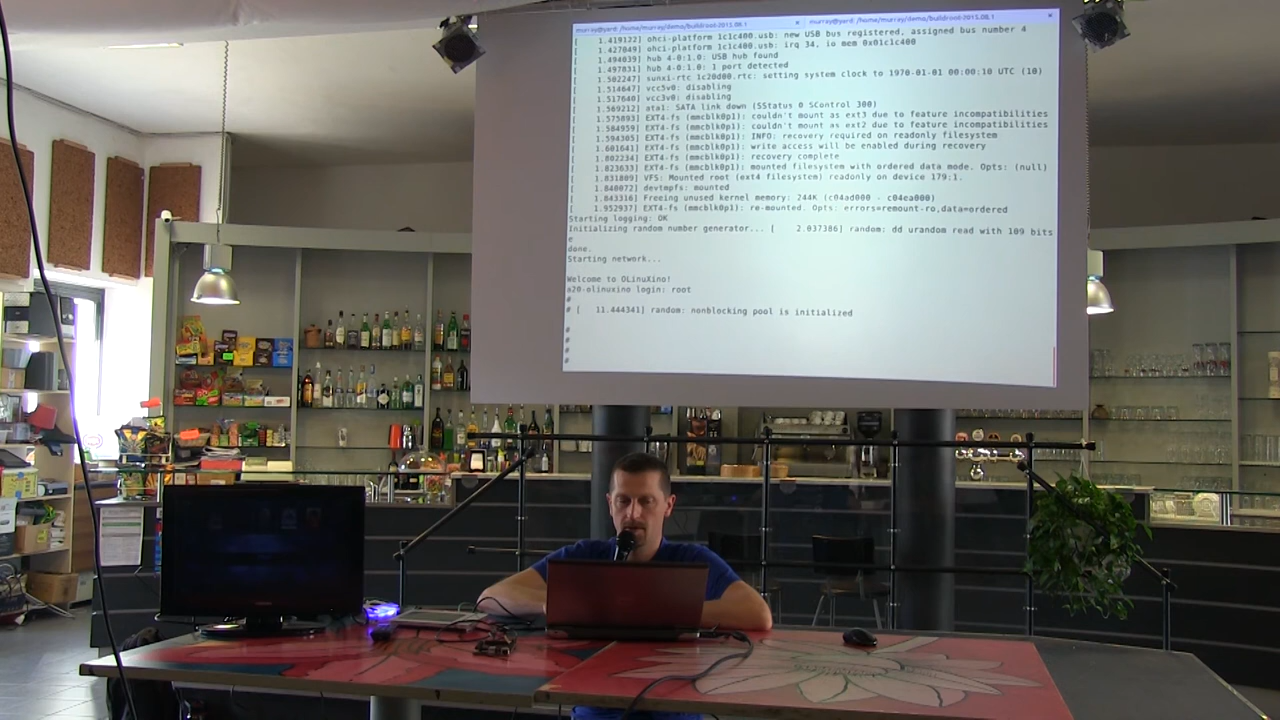 murray@yard: /home/murray/demo/buildroot-2015.08.1 × murray@yard: /home/murray/demo/buildroot-2015.08.1 ×
[ 1.419122] ohci-platform 1c1c400.usb: new USB bus registered, assigned bus number 4
[ 1.427049] ohci-platform 1c1c400.usb: irq 34, io mem 0x01c1c400
[ 1.494039] hub 4-0:1.0: USB hub found
[ 1.497831] hub 4-0:1.0: 1 port detected
[ 1.502247] sunxi-rtc 1c20d00.rtc: setting system clock to 1970-01-01 00:00:10 UTC (10)
[ 1.514647] vcc5v0: disabling
[ 1.517640] vcc3v0: disabling
[ 1.569212] ata1: SATA link down (SStatus 0 SControl 300)
[ 1.575893] EXT4-fs (mmcblk0p1): couldn't mount as ext3 due to feature incompatibilities
[ 1.584959] EXT4-fs (mmcblk0p1): couldn't mount as ext2 due to feature incompatibilities
[ 1.594305] EXT4-fs (mmcblk0p1): INFO: recovery required on readonly filesystem
[ 1.601641] EXT4-fs (mmcblk0p1): write access will be enabled during recovery
[ 1.802234] EXT4-fs (mmcblk0p1): recovery complete
[ 1.823633] EXT4-fs (mmcblk0p1): mounted filesystem with ordered data mode. Opts: (null)
[ 1.831809] VFS: Mounted root (ext4 filesystem) readonly on device 179:1.
[ 1.840072] devtmpfs: mounted
[ 1.843316] Freeing unused kernel memory: 244K (c04ad000 - c04ea000)
[ 1.952937] EXT4-fs (mmcblk0p1): re-mounted. Opts: errors=remount-ro,data=ordered
Starting logging: OK
Initializing random number generator... [ 2.037386] random: dd urandom read with 109 bits
e
done.
Starting network...
Welcome to OLinuXino!
a20-olinuxino login: root
#
# [ 11.444341] random: nonblocking pool is initialized
#
#
#
#